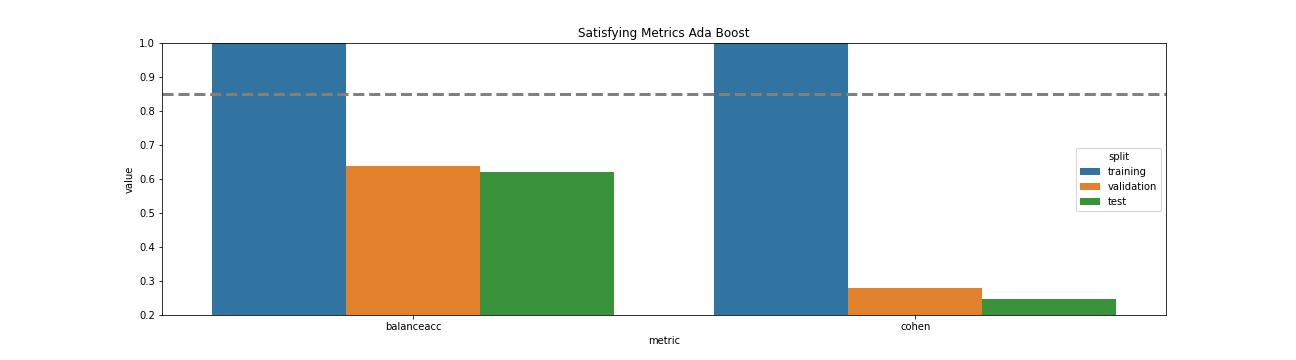 Satisfying Metrics Ada Boost
1.0
0.9
0.8
0.7
0.6
0.5
0.4
0.3
0.2
value
balanceacc
cohen
metric
split
training
validation
test